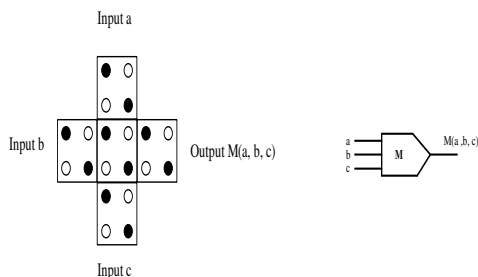 Input a
Input b
Output M(a, b, c)
Input c
a
b
c
M
M(a ,b, c)